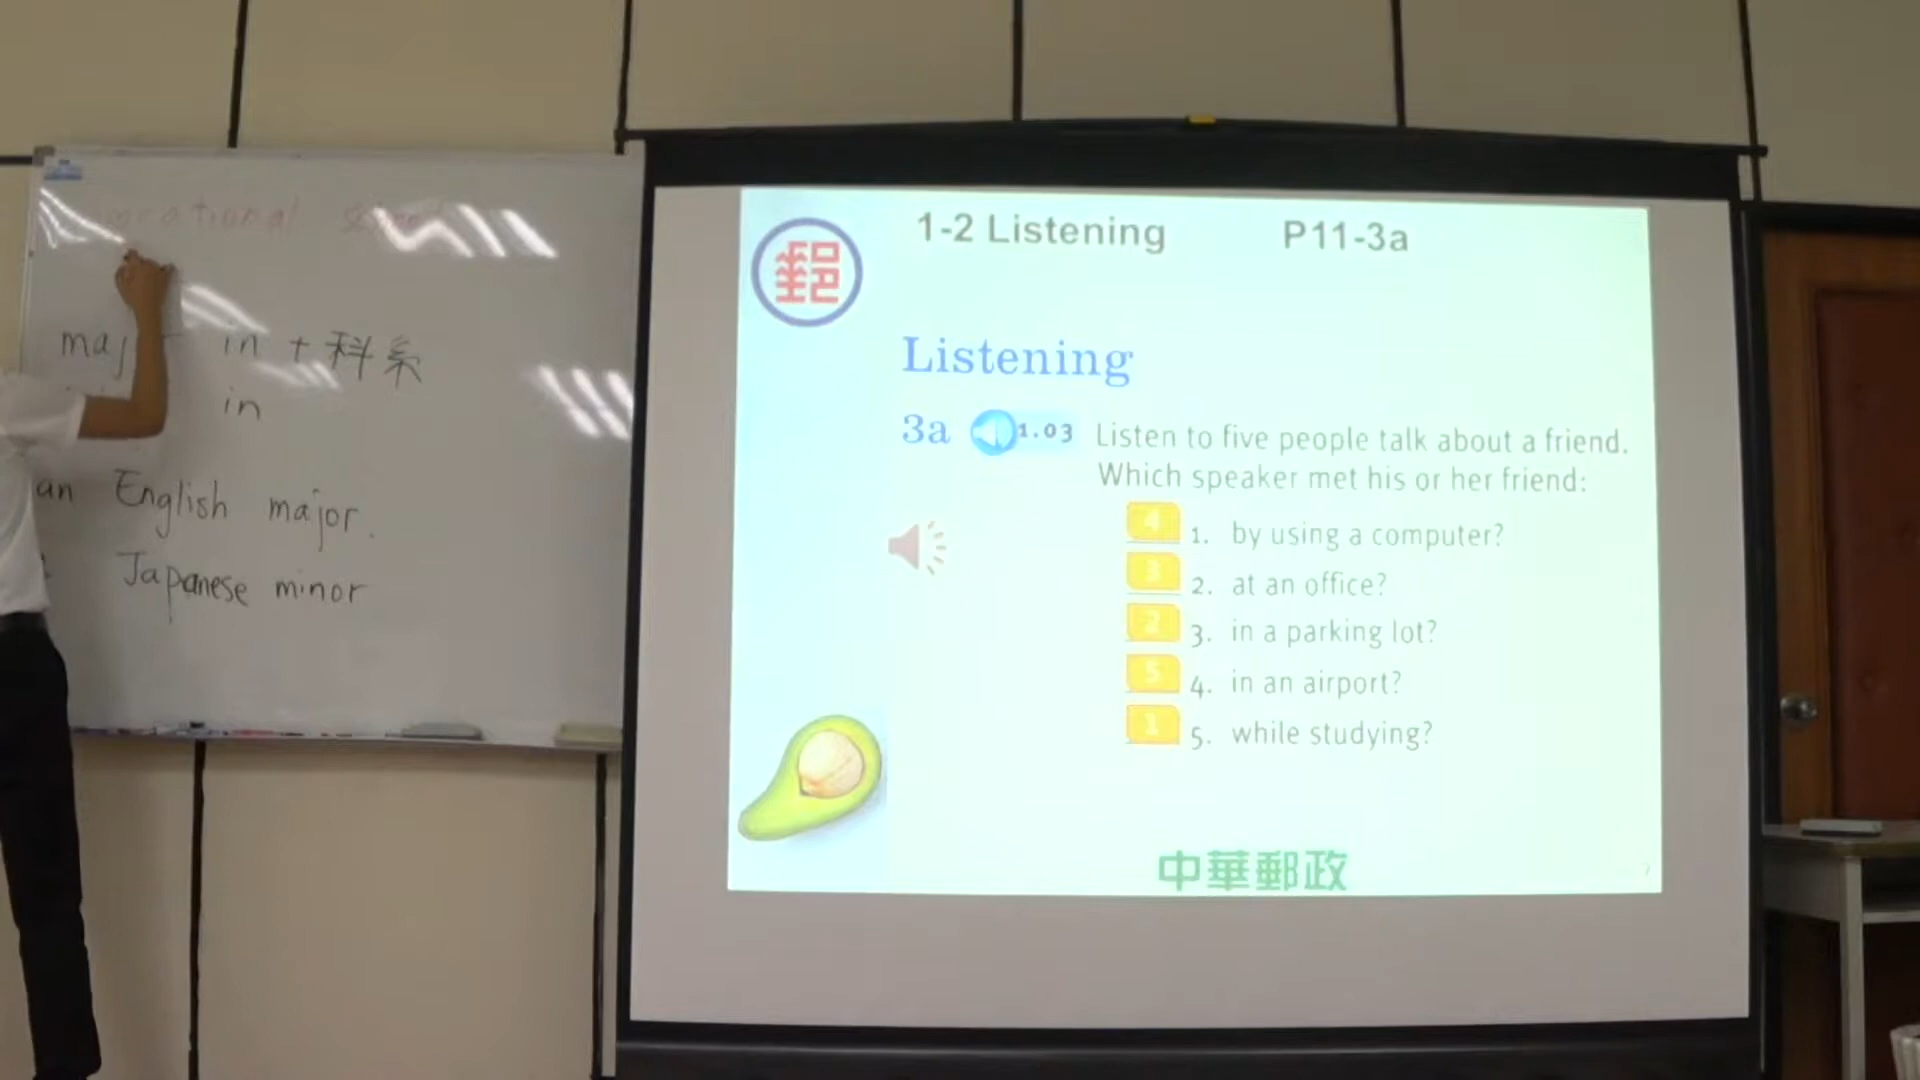 in + 科系
in
an English major.
Japanese minor
郵
1-2 Listening P11-3a
Listening
3a 1.03 Listen to five people talk about a friend.
Which speaker met his or her friend:
4 1. by using a computer?
3 2. at an office?
2 3. in a parking lot?
5 4. in an airport?
1 5. while studying?
中華郵政